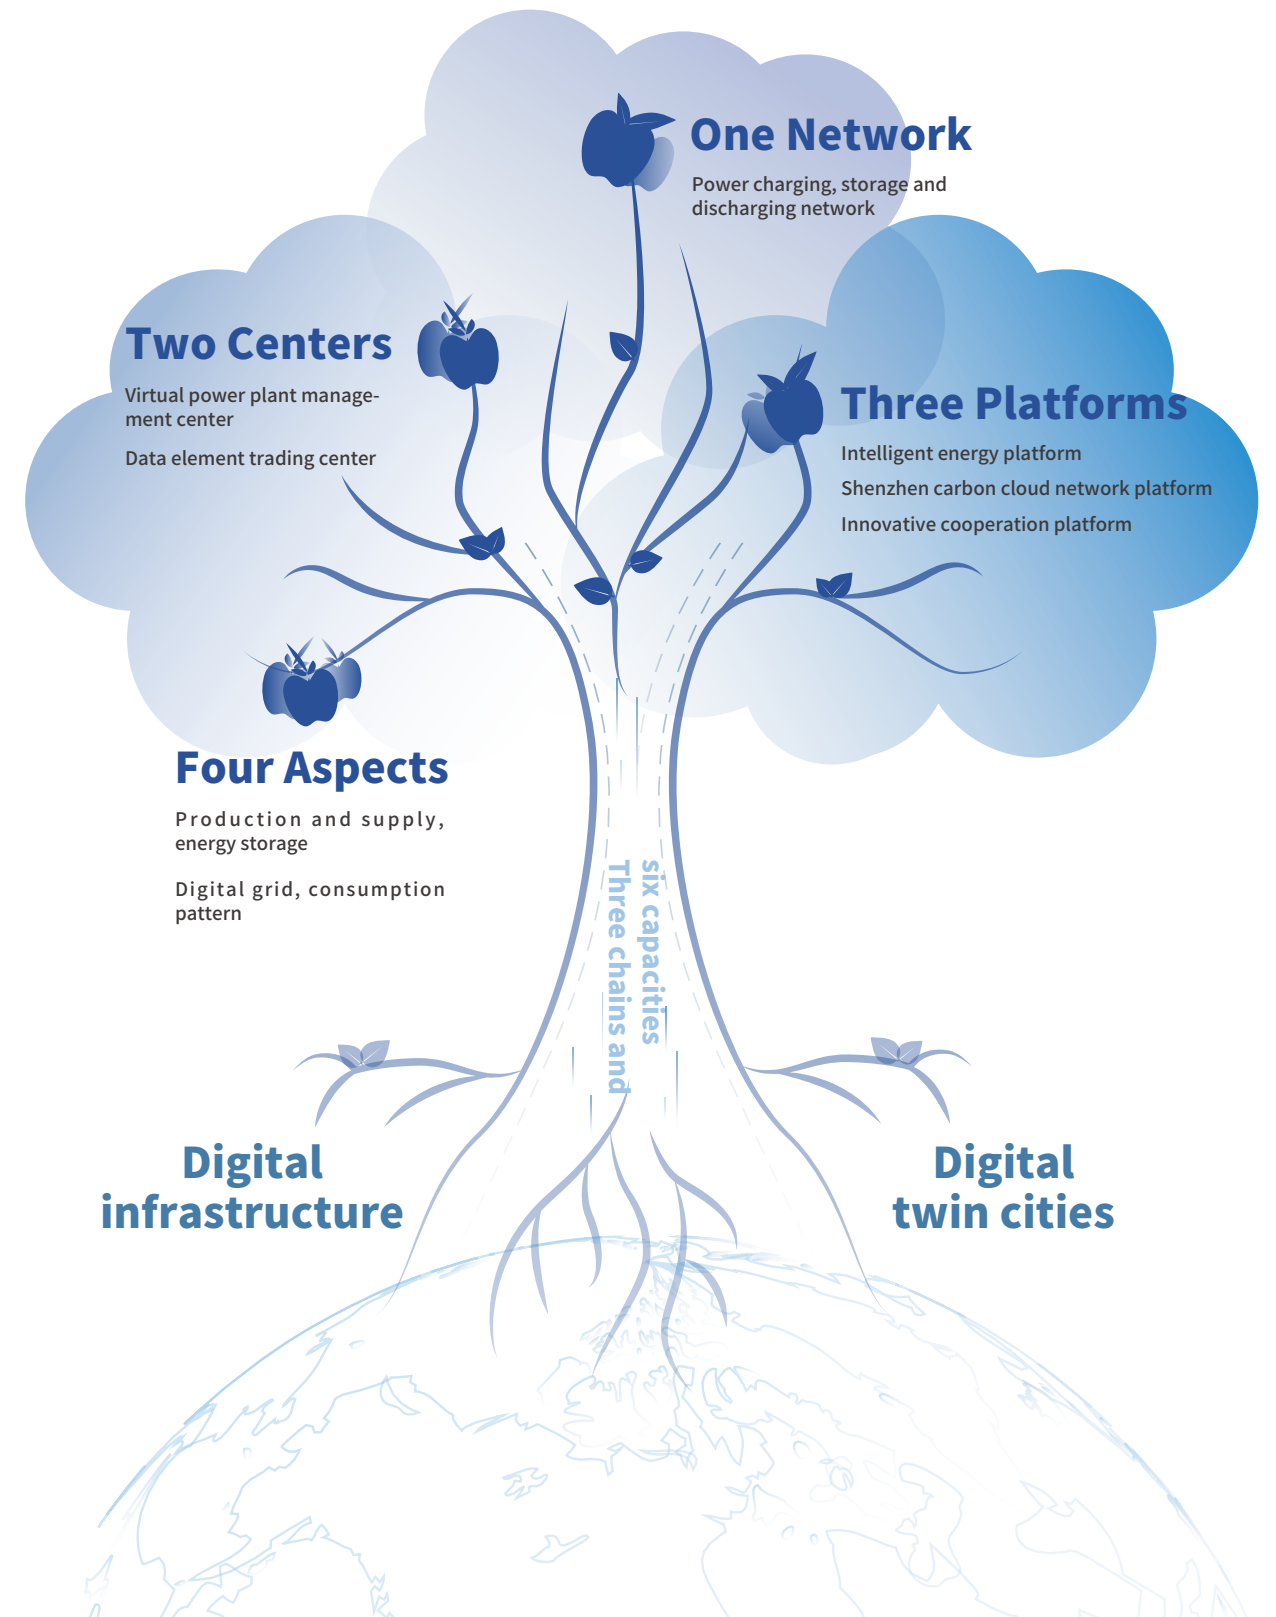 One Network
Power charging, storage and
discharging network
Two Centers
Virtual power plant manage-
ment center
Data element trading center
Three Platforms
Intelligent energy platform
Shenzhen carbon cloud network platform
Innovative cooperation platform
Four Aspects
Production and supply,
energy storage
Digital grid, consumption
pattern
Three chains and
six capacities
Digital
infrastructure
Digital
twin cities